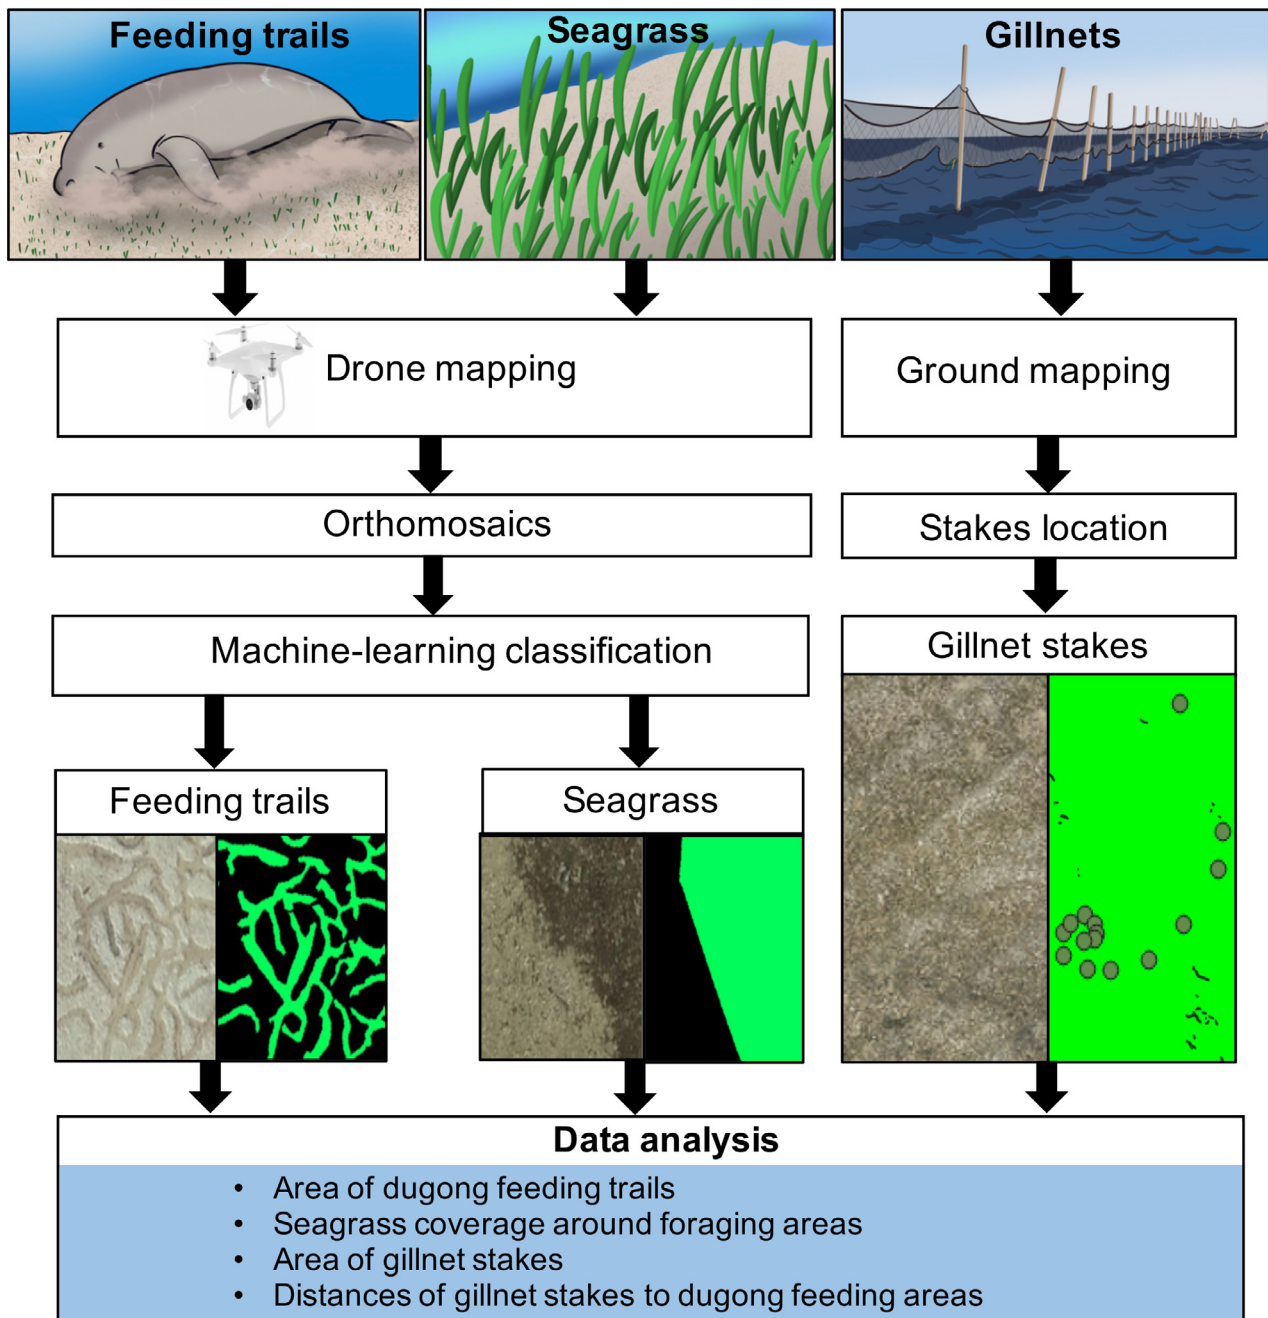 Feeding trails
Seagrass
Gillnets
Drone mapping
Ground mapping
Orthomosaics
Stakes location
Machine-learning classification
Gillnet stakes
Feeding trails
Seagrass
Data analysis
• Area of dugong feeding trails
• Seagrass coverage around foraging areas
• Area of gillnet stakes
• Distances of gillnet stakes to dugong feeding areas